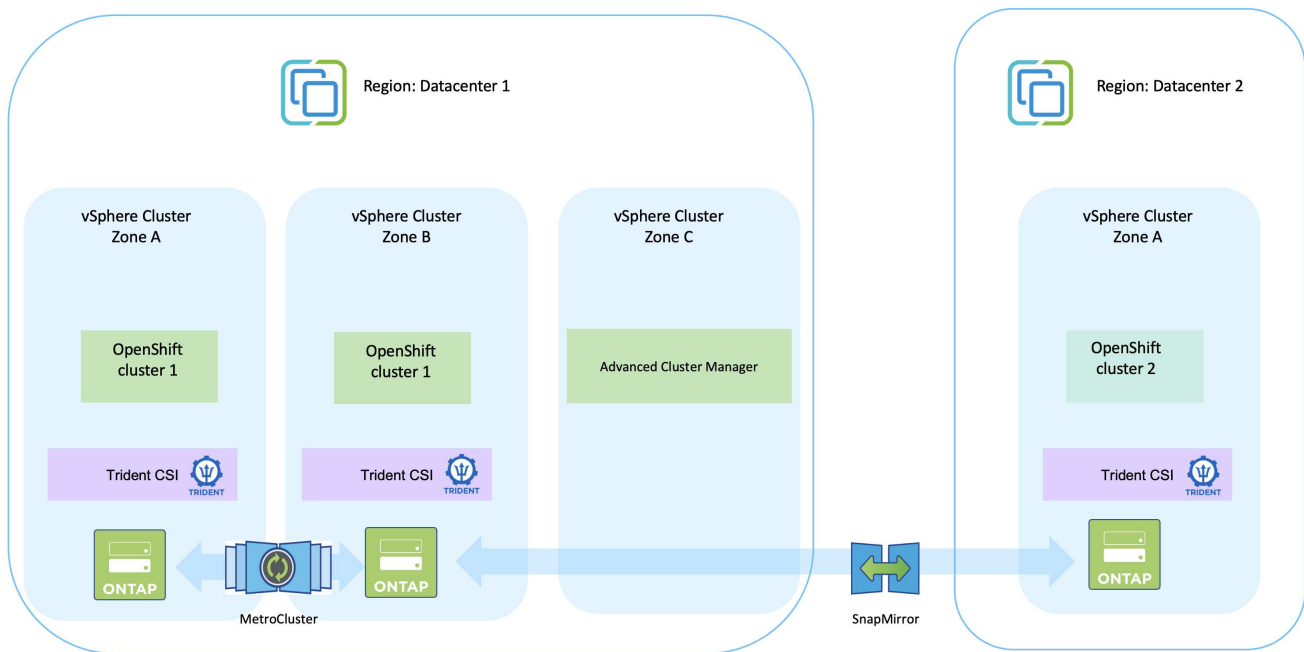 Region: Datacenter 1
Region: Datacenter 2
vSphere Cluster
Zone A
vSphere Cluster
Zone B
vSphere Cluster
Zone C
vSphere Cluster
Zone A
OpenShift
cluster 1
OpenShift
cluster 1
Advanced Cluster Manager
OpenShift
cluster 2
Trident CSI
TRIDENT
Trident CSI
TRIDENT
Trident CSI
TRIDENT
ONTAP
MetroCluster
ONTAP
SnapMirror
ONTAP